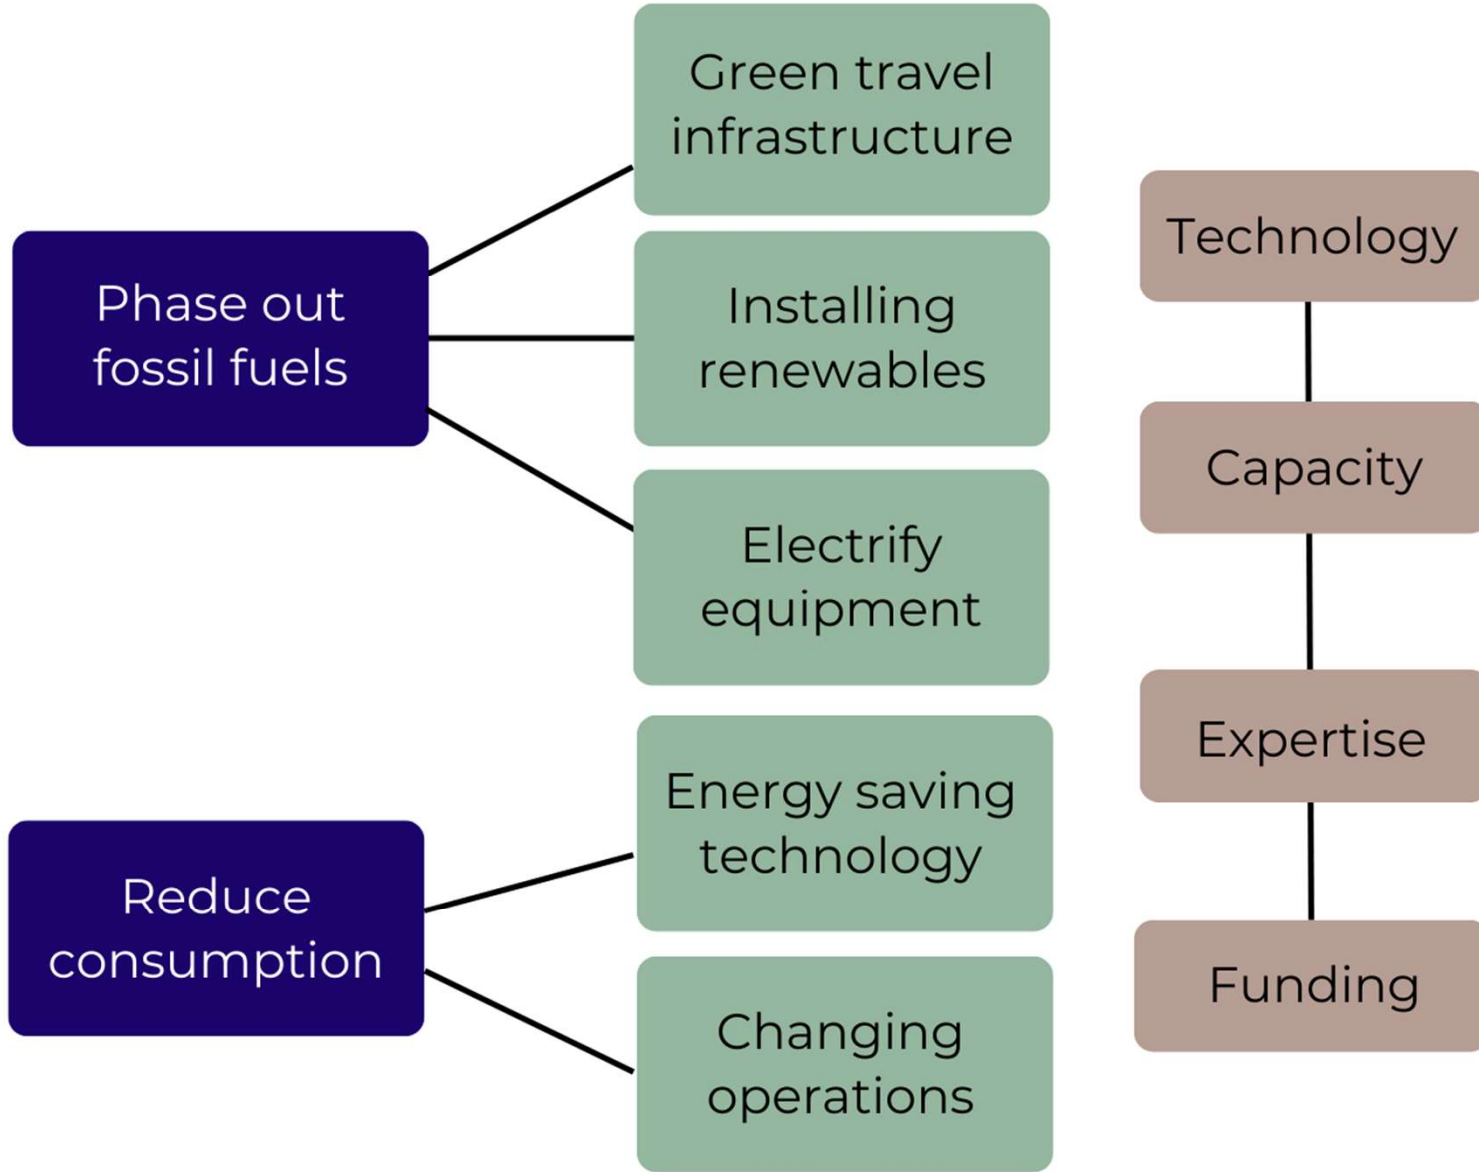 Green travel
infrastructure
Phase out
fossil fuels
Installing
renewables
Electrify
equipment
Reduce
consumption
Energy saving
technology
Changing
operations
Technology
Capacity
Expertise
Funding